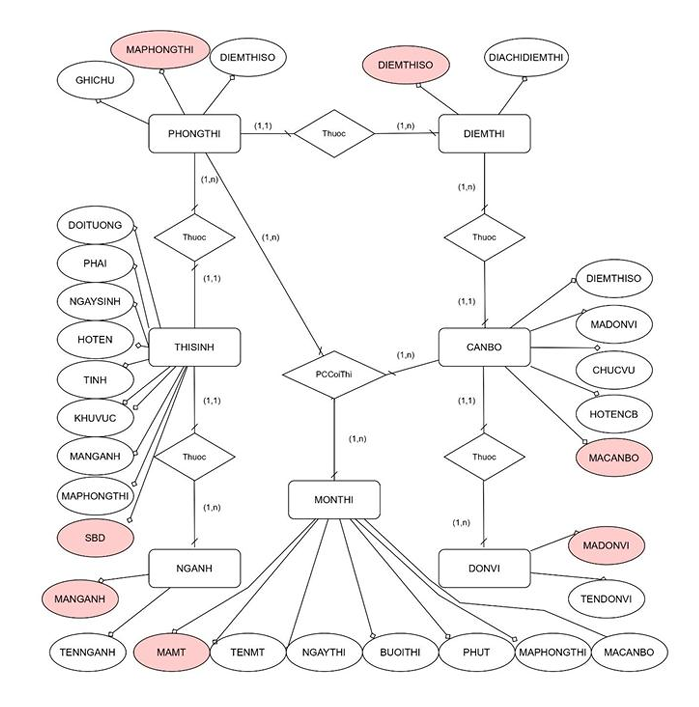 MAPHONGTHI
DIEMTHISO
GHICHU
DIEMTHISO
DIACHIDIEMTHI
PHONGTHI
(1,1)
Thuoc
(1,n)
DIEMTHI
(1,n)
(1,n)
(1,n)
Thuoc
Thuoc
(1,1)
(1,1)
DOITUONG
PHAI
NGAYSINH
HOTEN
TINH
KHUVUC
MANGANH
MAPHONGTHI
SBD
THISINH
CANBO
DIEMTHISO
MADONVI
CHUCVU
HOTENCB
MACANBO
PCCoiThi
(1,n)
(1,1)
(1,1)
Thuoc
(1,n)
Thuoc
(1,n)
(1,n)
MONTHI
NGANH
DONVI
MADONVI
TENDONVI
MANGANH
TENNGANH
MAMT
TENMT
NGAYTHI
BUOITHI
PHUT
MAPHONGTHI
MACANBO